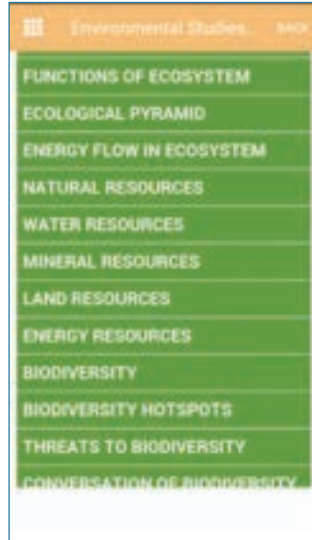 Environmental Studies.. BACK
FUNCTIONS OF ECOSYSTEM
ECOLOGICAL PYRAMID
ENERGY FLOW IN ECOSYSTEM
NATURAL RESOURCES
WATER RESOURCES
MINERAL RESOURCES
LAND RESOURCES
ENERGY RESOURCES
BIODIVERSITY
BIODIVERSITY HOTSPOTS
THREATS TO BIODIVERSITY
CONVERSATION OF BIODIVERSITY